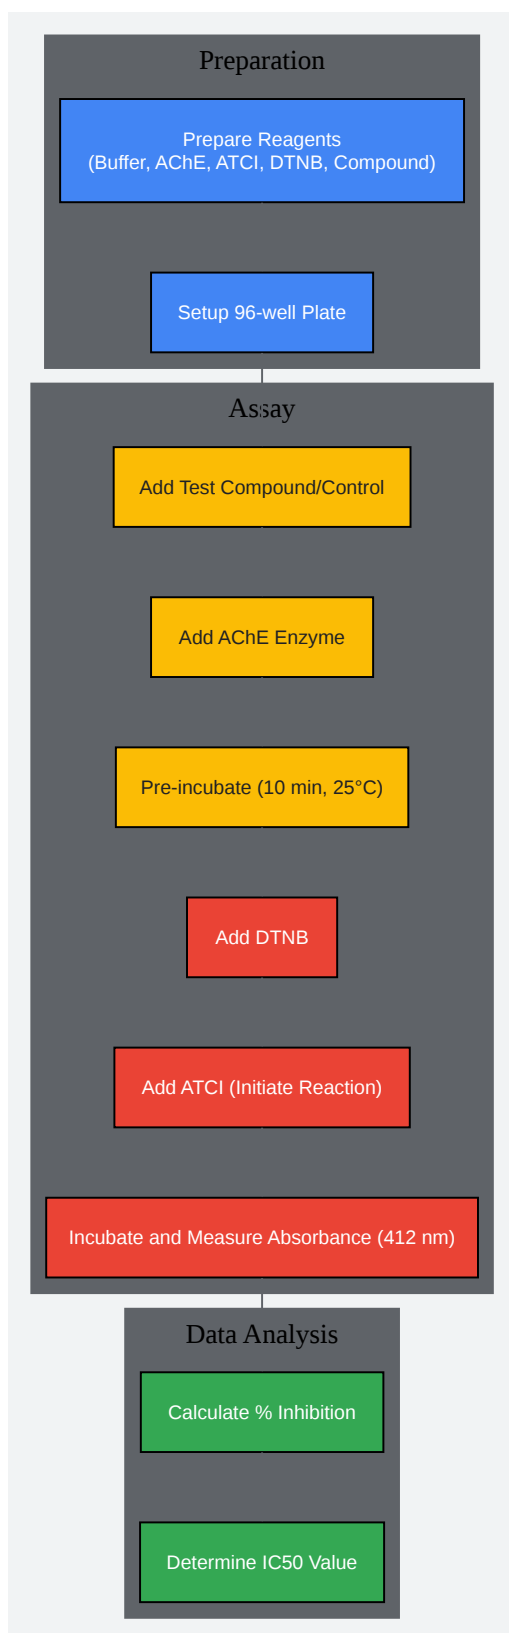 Preparation
Prepare Reagents
(Buffer, AChE, ATCI, DTNB, Compound)
Setup 96-well Plate
Assay
Add Test Compound/Control
Add AChE Enzyme
Pre-incubate (10 min, 25°C)
Add DTNB
Add ATCI (Initiate Reaction)
Incubate and Measure Absorbance (412 nm)
Data Analysis
Calculate % Inhibition
Determine IC50 Value